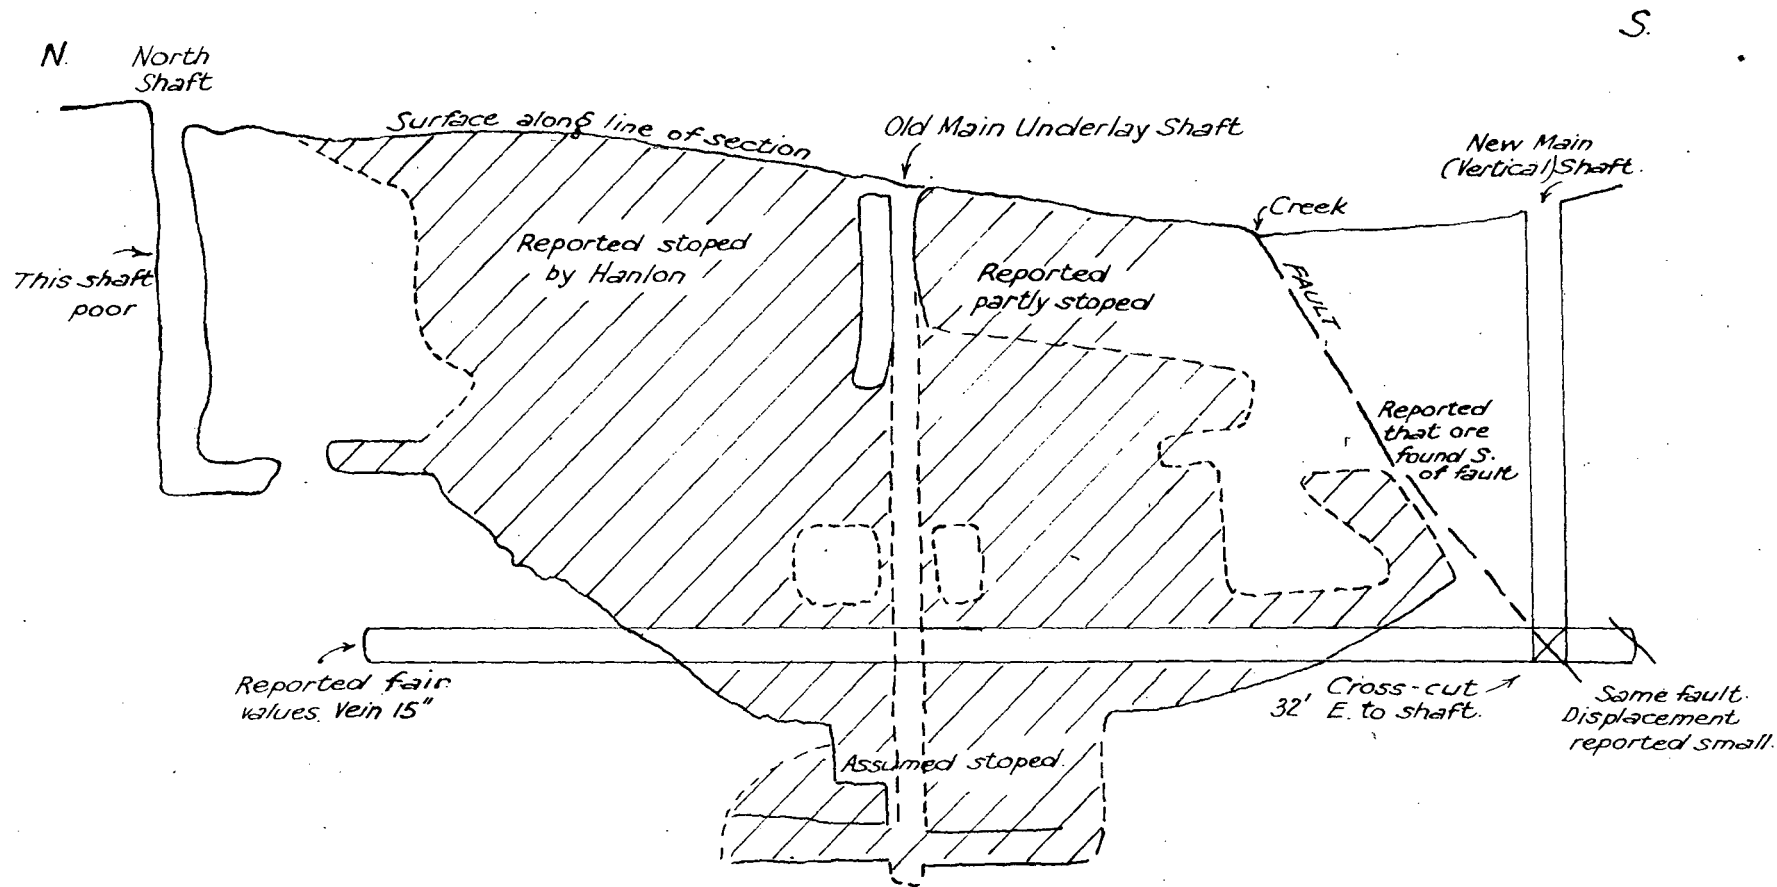 N.
S.
North
Shaft
Surface along line of section
Old Main Underlay Shaft
New Main
(Vertical) Shaft.
Creek
This shaft
poor
Reported stoped
by Hanlon
Reported
partly stoped
FAULT
Reported
that ore
found S.
of fault
Reported fair
values. Vein 15"
Cross-cut
32' E. to shaft.
Same fault.
Displacement
reported small.
Assumed stoped.